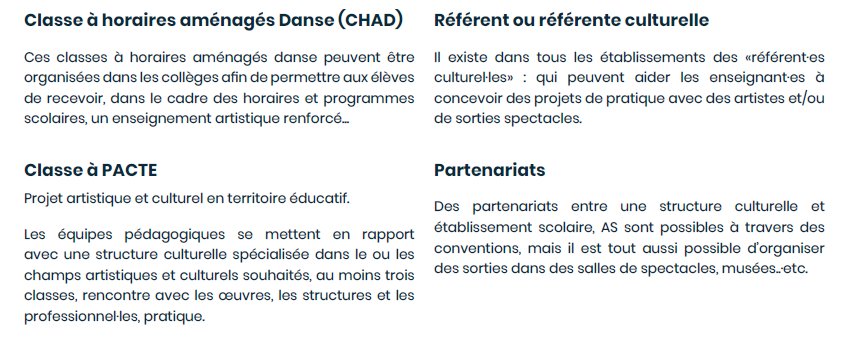 Classe à horaires aménagés Danse (CHAD)
Ces classes à horaires aménagés danse peuvent être
organisées dans les collèges afin de permettre aux élèves
de recevoir, dans le cadre des horaires et programmes
scolaires, un enseignement artistique renforcé…
Classe à PACTE
Projet artistique et culturel en territoire éducatif.
Les équipes pédagogiques se mettent en rapport
avec une structure culturelle spécialisée dans le ou les
champs artistiques et culturels souhaités, au moins trois
classes, rencontre avec les œuvres, les structures et les
professionnel·les, pratique.
Référent ou référente culturelle
Il existe dans tous les établissements des «référent·es
culturel·les» : qui peuvent aider les enseignant·es à
concevoir des projets de pratique avec des artistes et/ou
de sorties spectacles.
Partenariats
Des partenariats entre une structure culturelle et
établissement scolaire, AS sont possibles à travers des
conventions, mais il est tout aussi possible d’organiser
des sorties dans des salles de spectacles, musées..·etc.